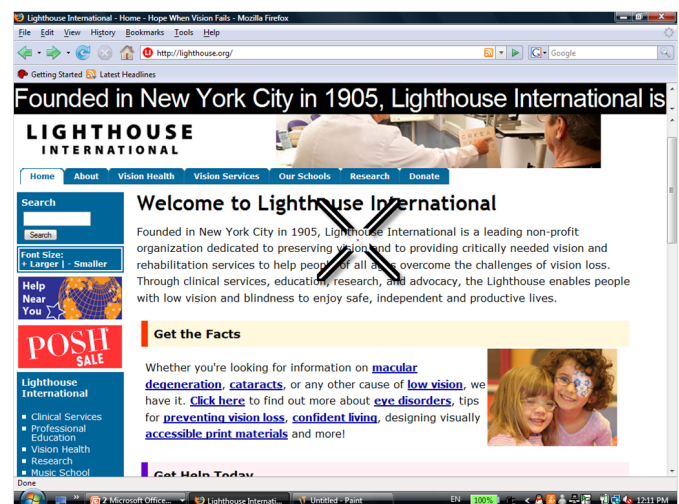 Lighthouse International - Home - Hope When Vision Fails - Mozilla Firefox
File Edit View History Bookmarks Tools Help
http://lighthouse.org/
Google
Getting Started Latest Headlines
Founded in New York City in 1905, Lighthouse International is
LIGHTHOUSE
INTERNATIONAL
Home About Vision Health Vision Services Our Schools Research Donate
Search
Search
Font Size:
+ Larger | - Smaller
Help
Near
You
POSH
SALE
Lighthouse
International
Clinical Services
Professional
Education
Vision Health
Research
Music School
Welcome to Lighthouse International
Founded in New York City in 1905, Lighthouse International is a leading non-profit
organization dedicated to preserving vision and to providing critically needed vision and
rehabilitation services to help people of all ages overcome the challenges of vision loss.
Through clinical services, education, research, and advocacy, the Lighthouse enables people
with low vision and blindness to enjoy safe, independent and productive lives.
Get the Facts
Whether you're looking for information on macular
degeneration, cataracts, or any other cause of low vision, we
have it. Click here to find out more about eye disorders, tips
for preventing vision loss, confident living, designing visually
accessible print materials and more!
Get Help Today
Done
2 Microsoft Office... Lighthouse Internati... Untitled - Paint EN 100% 12:11 PM